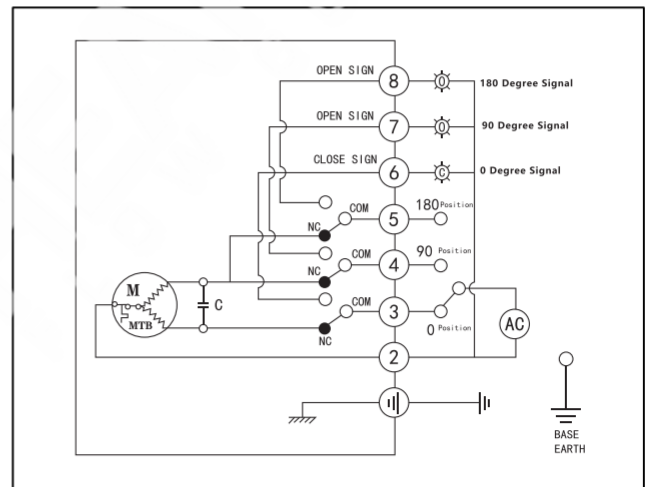 OPEN SIGN 8 O 180 Degree Signal
OPEN SIGN 7 O 90 Degree Signal
CLOSE SIGN 6 C 0 Degree Signal
COM 5 180 Position
NC
COM 4 90 Position
NC
M
MTB
C
COM 3 0 Position
NC
AC
2
BASE
EARTH